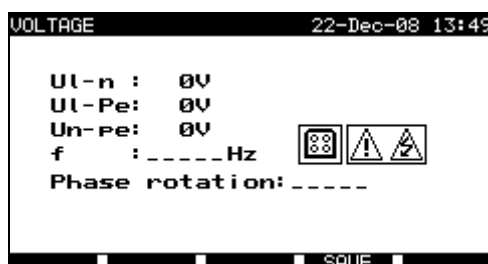 VOLTAGE 22-Dec-08 13:49
Ul-n : 0V
Ul-Pe: 0V
Un-pe: 0V
f :_____Hz
Phase rotation:_____
SAVE